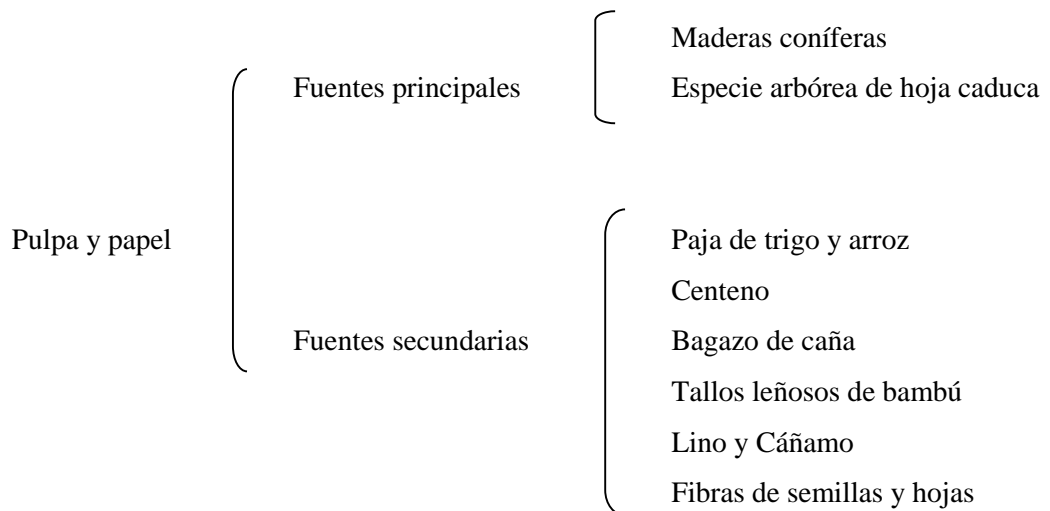 Pulpa y papel
Fuentes principales
Maderas coníferas
Especie arbórea de hoja caduca
Fuentes secundarias
Paja de trigo y arroz
Centeno
Bagazo de caña
Tallos leñosos de bambú
Lino y Cáñamo
Fibras de semillas y hojas